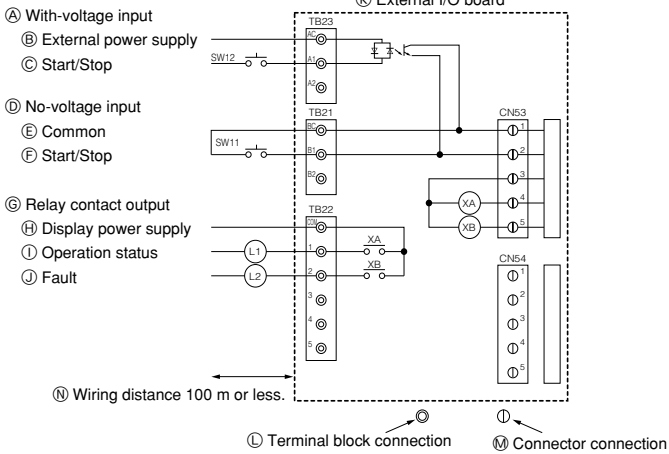 Ⓚ External I/O board
Ⓐ With-voltage input
Ⓑ External power supply
Ⓒ Start/Stop
SW12
TB23
AC
A1
A2
Ⓓ No-voltage input
Ⓔ Common
Ⓕ Start/Stop
SW11
TB21
BC
B1
B2
CN53
1
2
3
4
5
XA
XB
Ⓖ Relay contact output
Ⓗ Display power supply
Ⓘ Operation status
Ⓙ Fault
L1
L2
TB22
COM
1
2
3
4
5
XA
XB
CN54
1
2
3
4
5
Ⓝ Wiring distance 100 m or less.
Ⓛ Terminal block connection
Ⓜ Connector connection